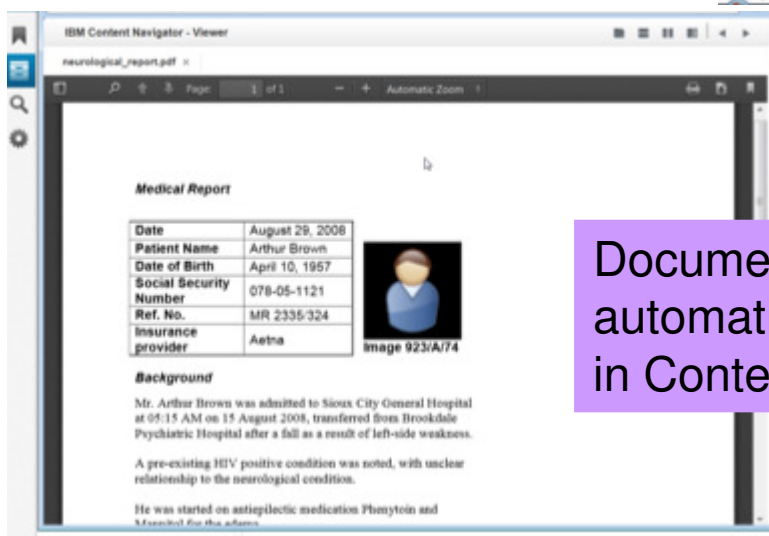 IBM Content Navigator - Viewer
neurological_report.pdf ×
Page: 1 of 1 − + Automatic Zoom
Medical Report
Date August 29, 2008
Patient Name Arthur Brown
Date of Birth April 10, 1957
Social Security
Number 078-05-1121
Ref. No. MR 2335/324
Insurance
provider Aetna
Image 923/A/74
Background
Mr. Arthur Brown was admitted to Sioux City General Hospital
at 05:15 AM on 15 August 2008, transferred from Brookdale
Psychiatric Hospital after a fall as a result of left-side weakness.
A pre-existing HIV positive condition was noted, with unclear
relationship to the neurological condition.
He was started on antiepilectic medication Phenytoin and
Mannitol for the edema
Docume
automat
in Conte